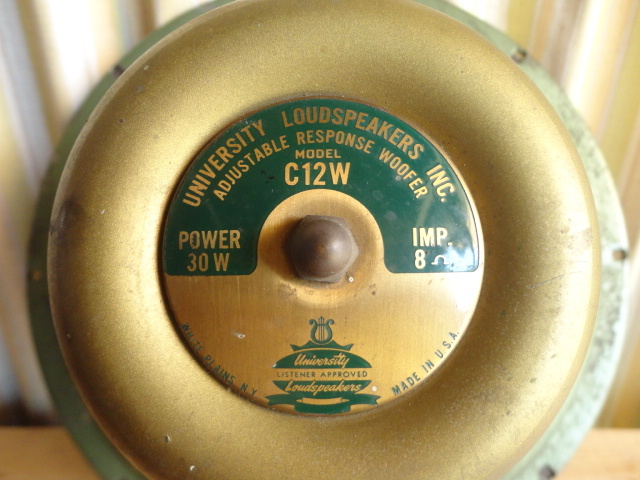 UNIVERSITY LOUDSPEAKERS INC.
ADJUSTABLE RESPONSE WOOFER
MODEL
C12W
POWER
30 W
IMP.
8 Ω
University
LISTENER APPROVED
Loudspeakers
WHITE PLAINS, N.Y.
MADE IN U.S.A.